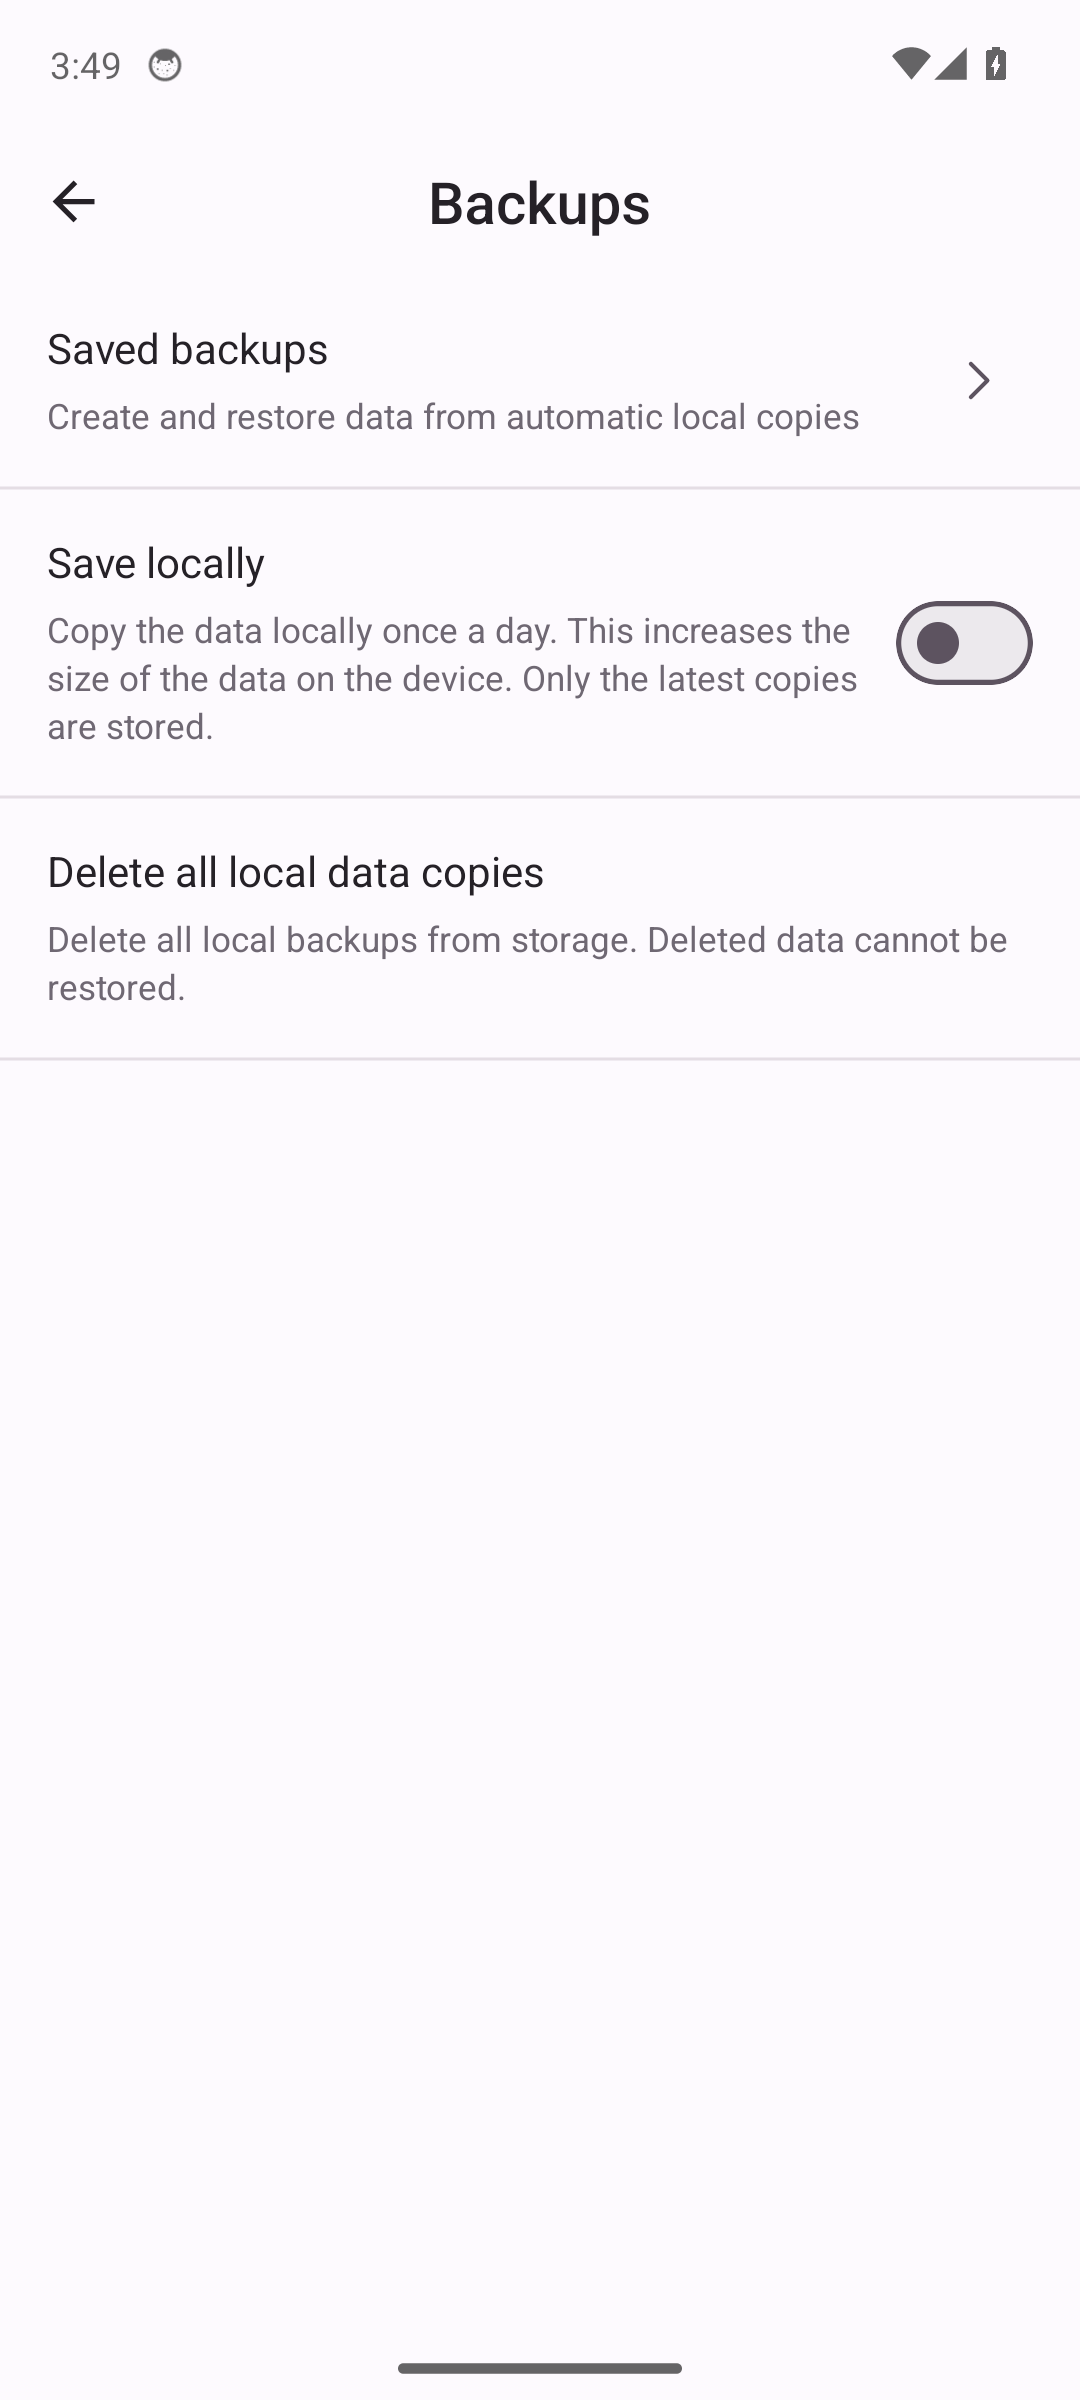 3:49
Backups
Saved backups
Create and restore data from automatic local copies
Save locally
Copy the data locally once a day. This increases the
size of the data on the device. Only the latest copies
are stored.
Delete all local data copies
Delete all local backups from storage. Deleted data cannot be
restored.